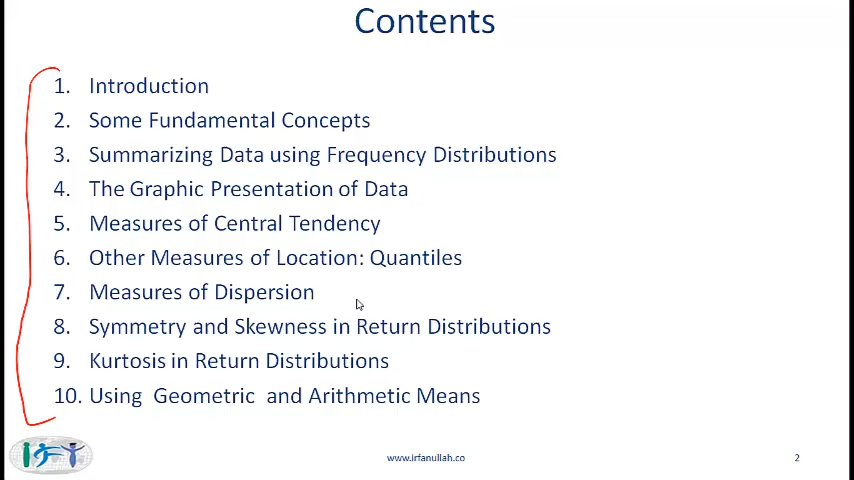 Contents
1. Introduction
2. Some Fundamental Concepts
3. Summarizing Data using Frequency Distributions
4. The Graphic Presentation of Data
5. Measures of Central Tendency
6. Other Measures of Location: Quantiles
7. Measures of Dispersion
8. Symmetry and Skewness in Return Distributions
9. Kurtosis in Return Distributions
10. Using Geometric and Arithmetic Means
www.irfanullah.co
2